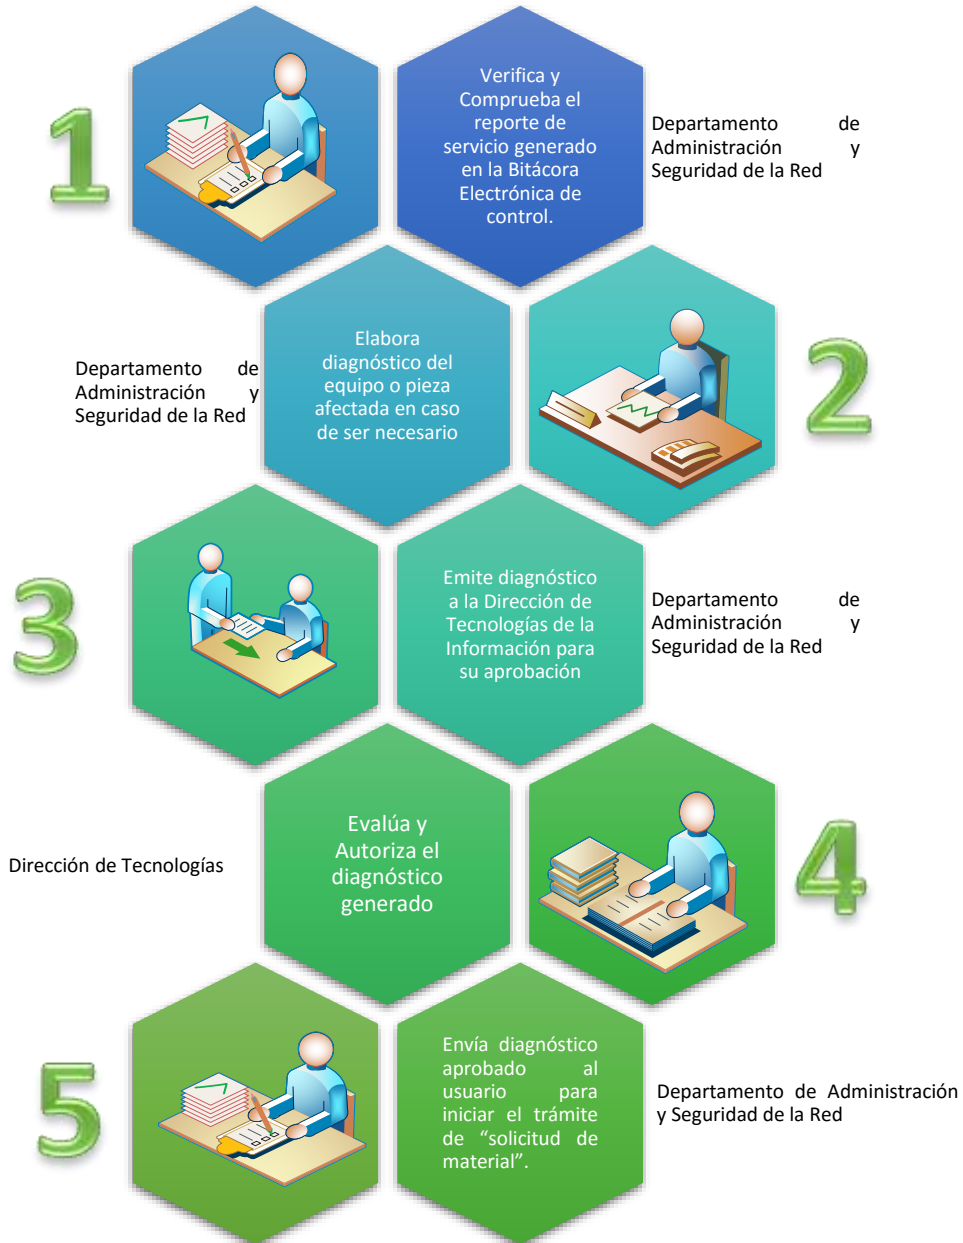 1
Verifica y
Comprueba el
reporte de
servicio generado
en la Bitácora
Electrónica de
control.
Departamento de
Administración y
Seguridad de la Red
Departamento de
Administración y
Seguridad de la Red
Elabora
diagnóstico del
equipo o pieza
afectada en caso
de ser necesario
2
3
Emite diagnóstico
a la Dirección de
Tecnologías de la
Información para
su aprobación
Departamento de
Administración y
Seguridad de la Red
Dirección de Tecnologías
Evalúa y
Autoriza el
diagnóstico
generado
4
5
Envía diagnóstico
aprobado al
usuario para
iniciar el trámite
de “solicitud de
material”.
Departamento de Administración
y Seguridad de la Red